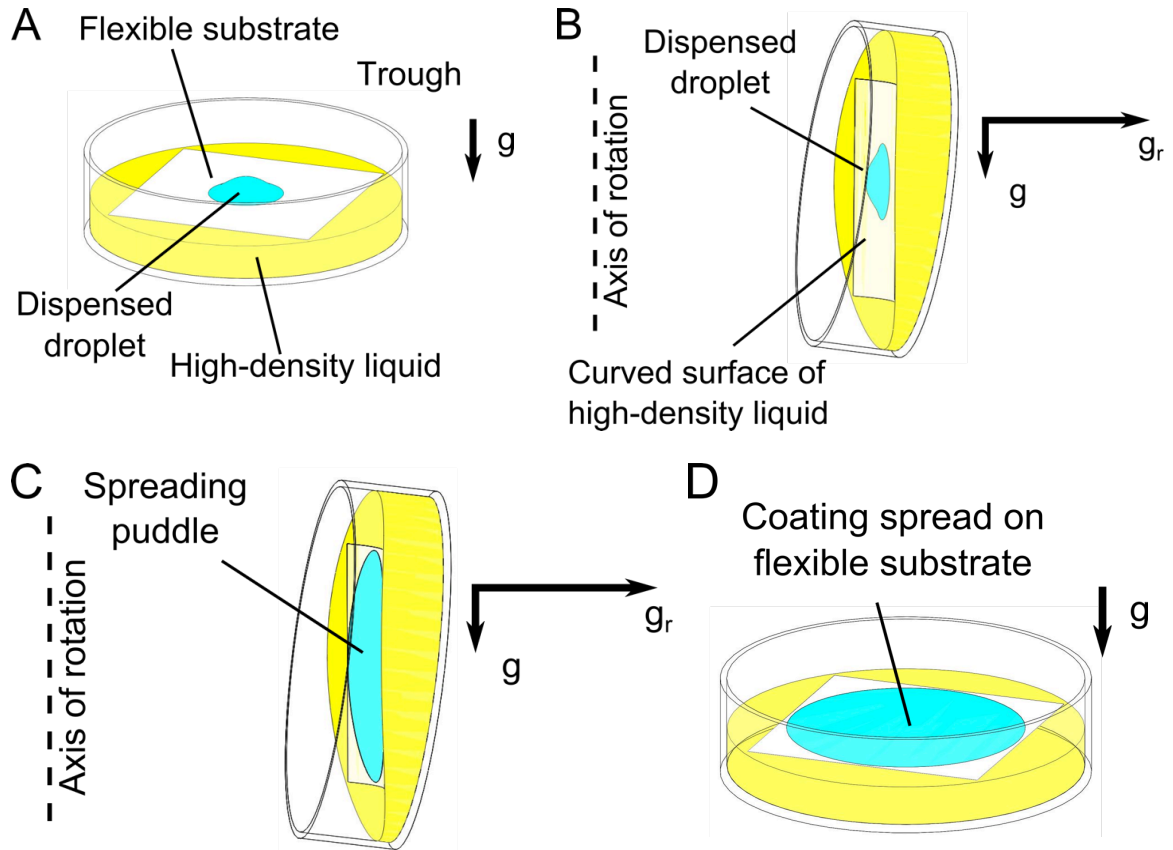 A
Flexible substrate
Trough
g
Dispensed
droplet
High-density liquid
B
Dispensed
droplet
Axis of rotation
g
gᵣ
Curved surface of
high-density liquid
C
Spreading
puddle
Axis of rotation
g
gᵣ
D
Coating spread on
flexible substrate
g